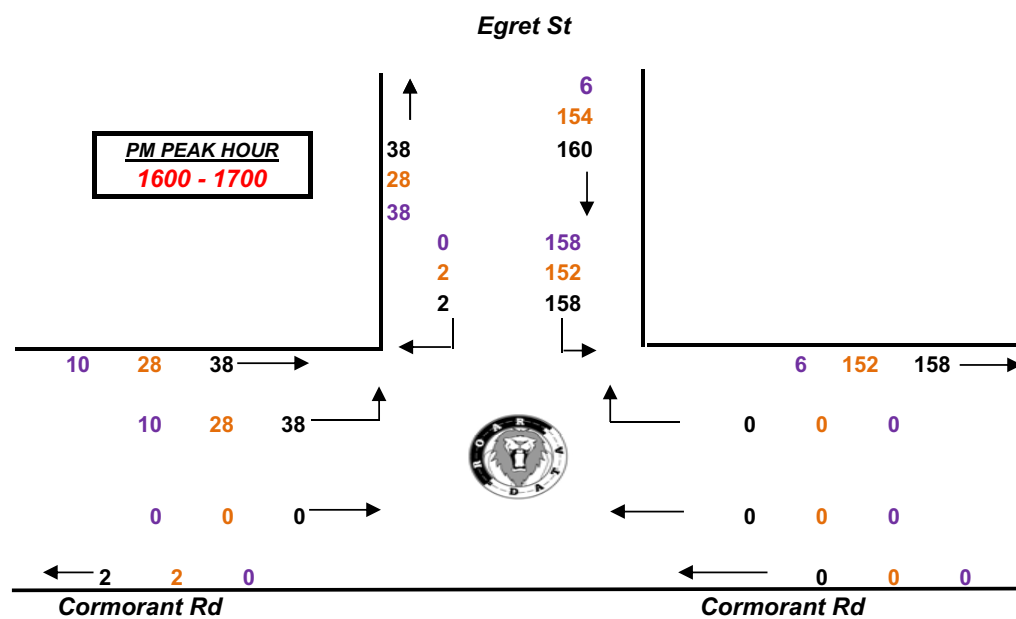 Egret St
6
154
PM PEAK HOUR
38 160
1600 - 1700
28
38
0 158
2 152
2 158
10 28 38 6 152 158
10 28 38 0 0 0
ROAR DATA
0 0 0 0 0 0
2 2 0 0 0 0
Cormorant Rd Cormorant Rd